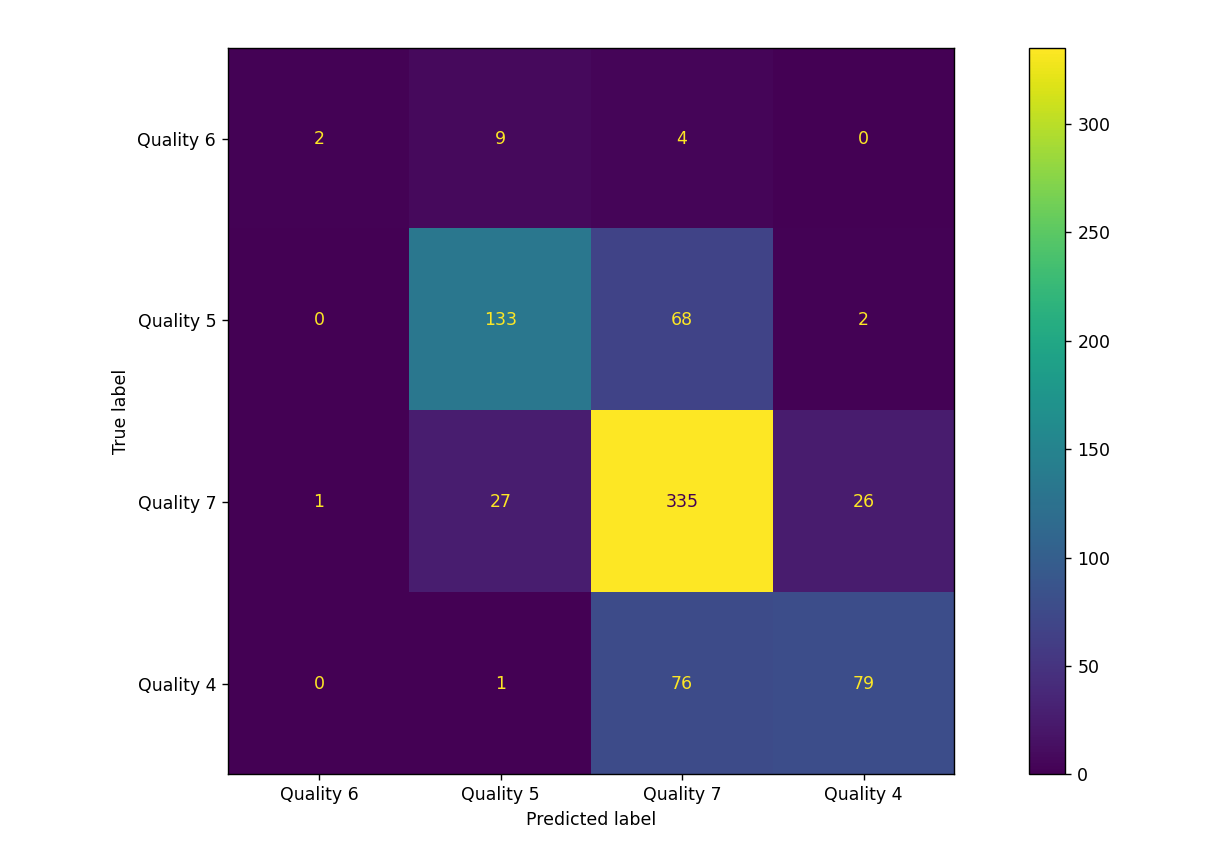 Quality 6 2 9 4 0
Quality 5 0 133 68 2
Quality 7 1 27 335 26
Quality 4 0 1 76 79
Quality 6 Quality 5 Quality 7 Quality 4
Predicted label
True label
300
250
200
150
100
50
0